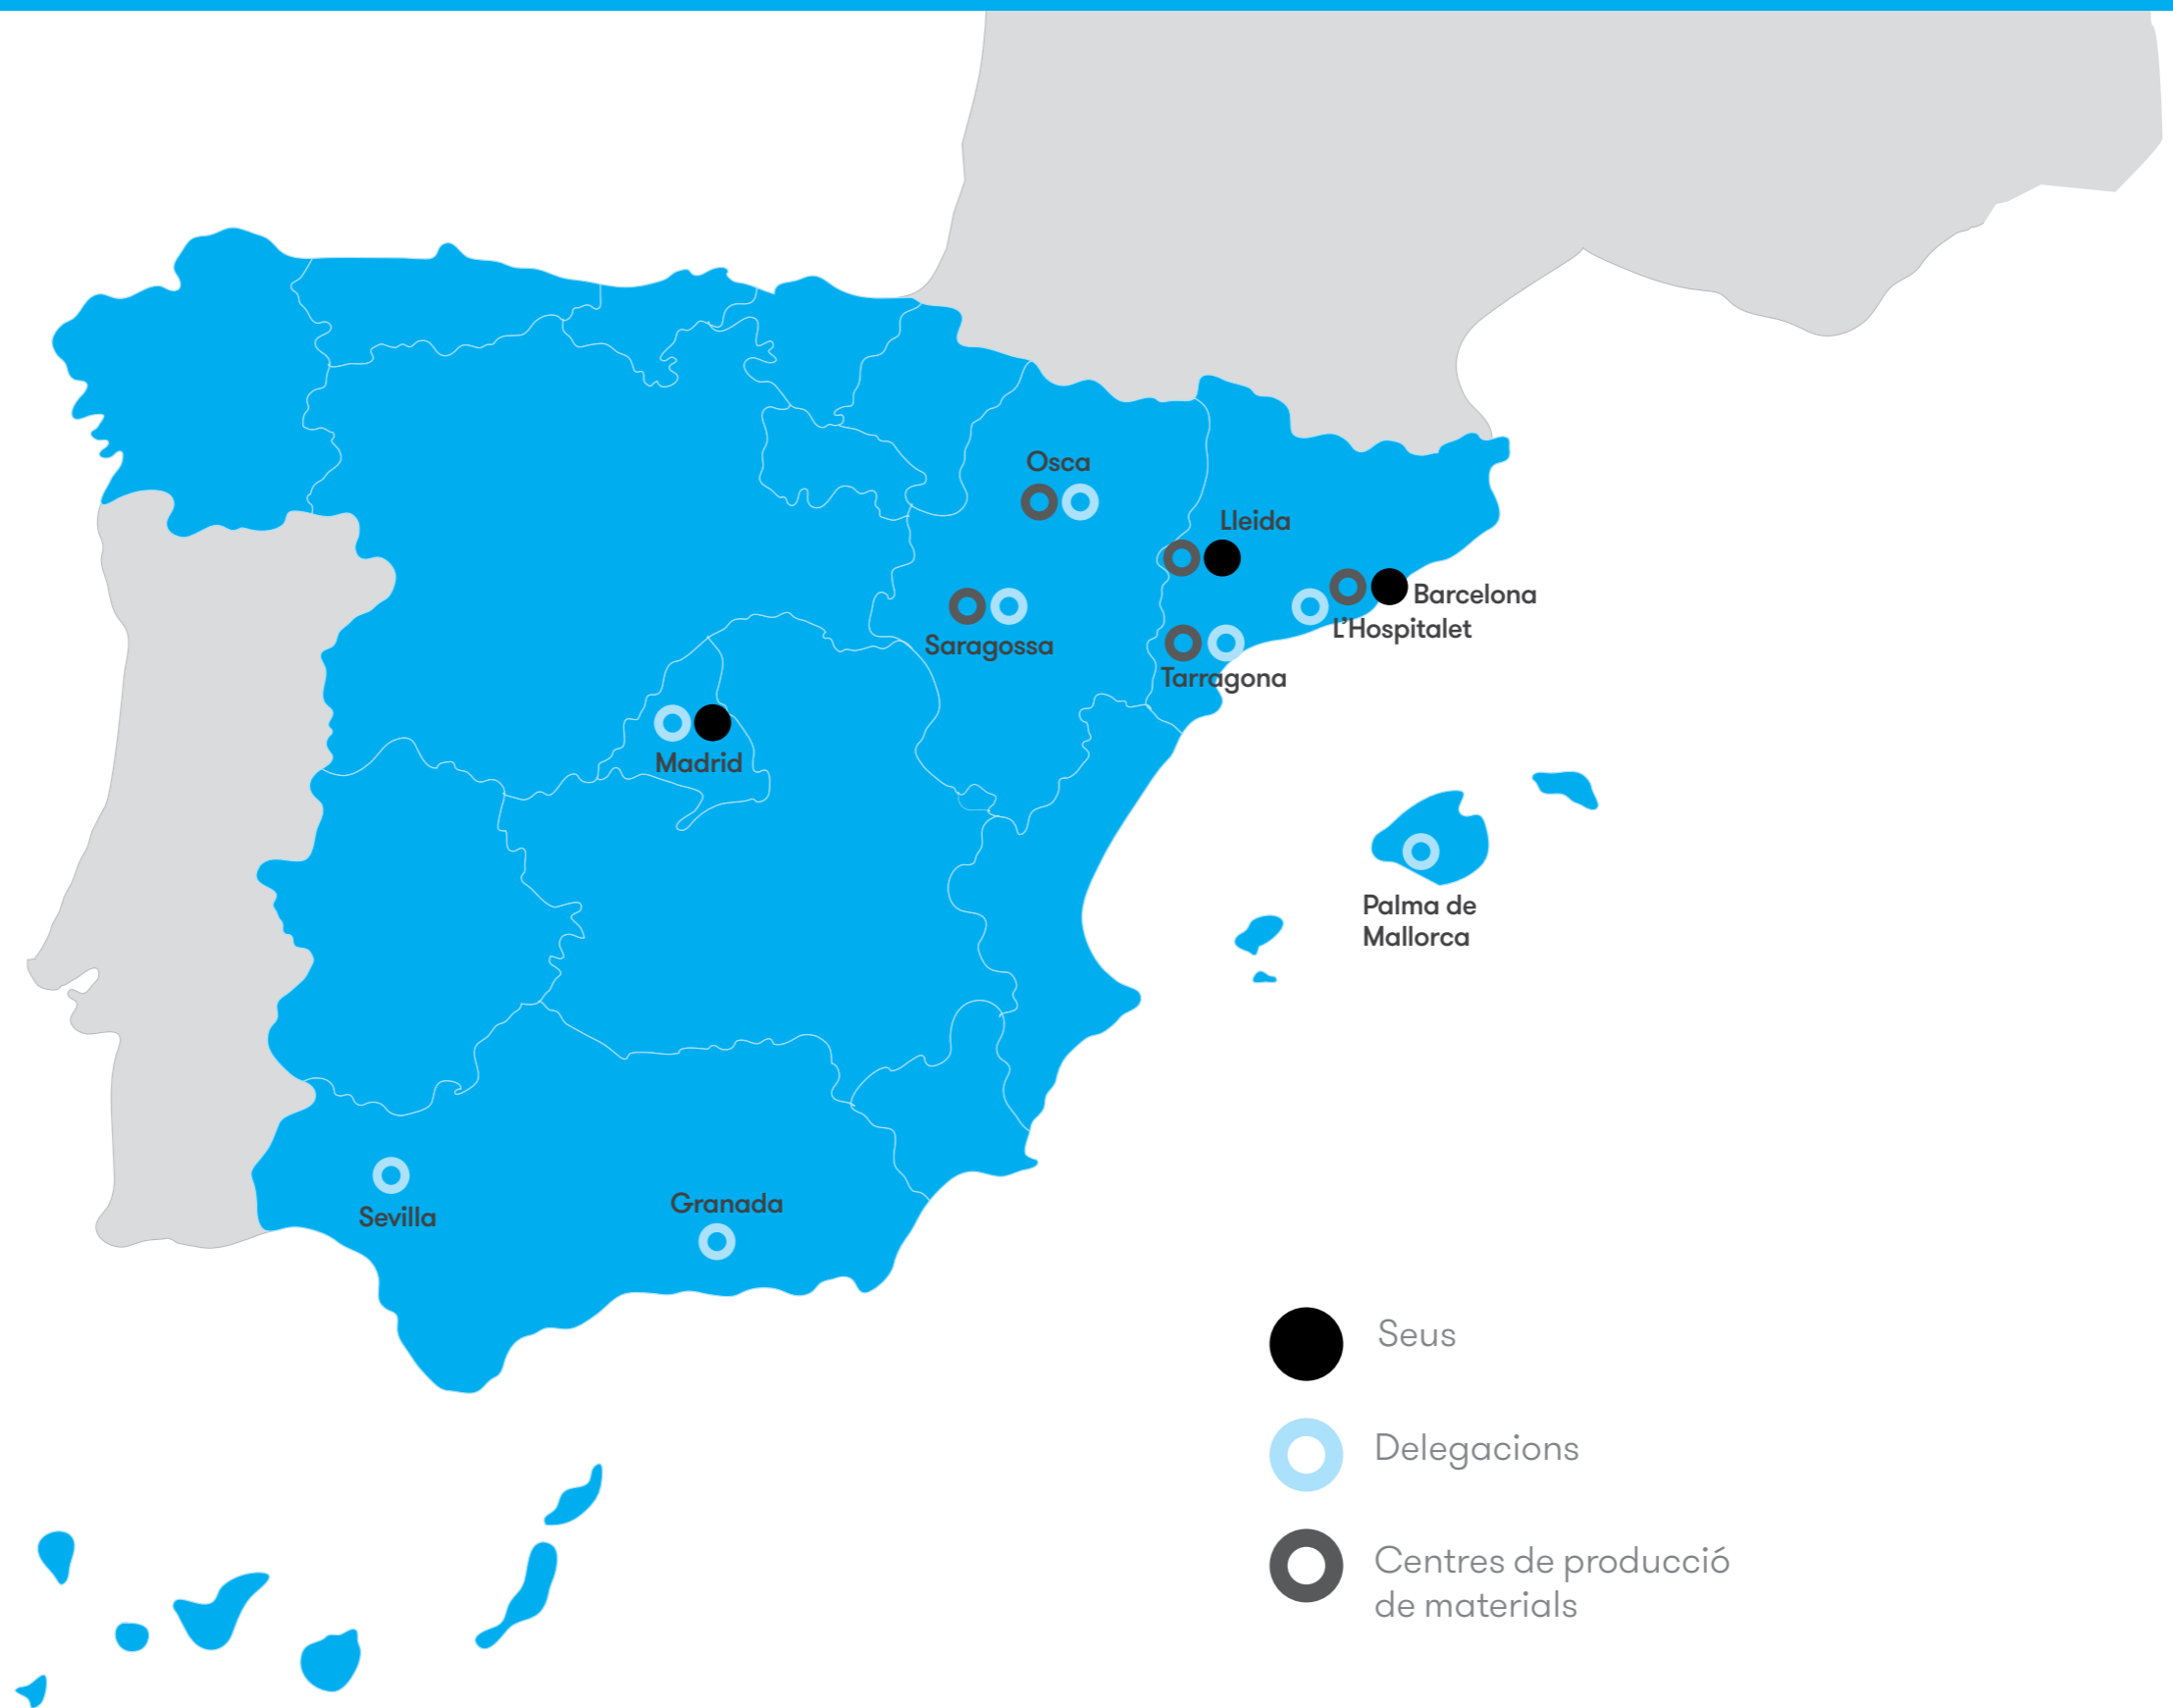 Osca
Lleida
Barcelona
L'Hospitalet
Saragossa
Tarragona
Madrid
Palma de
Mallorca
Granada
Sevilla
Seus
Delegacions
Centres de producció
de materials